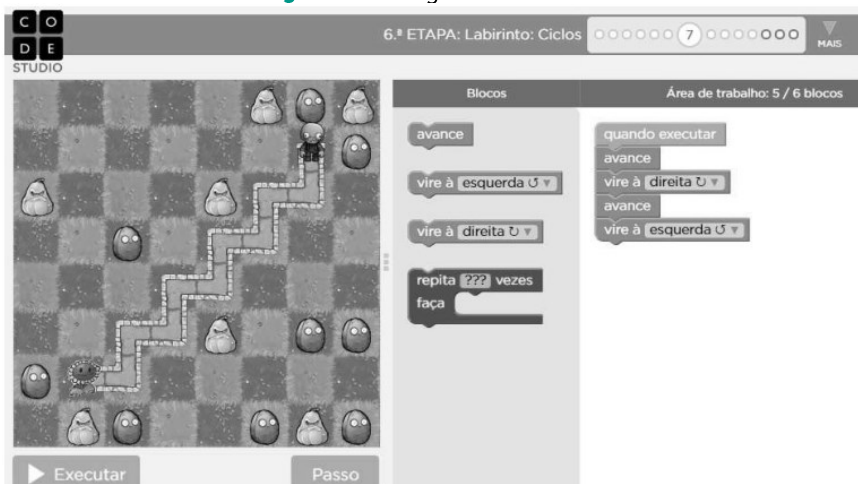 C O
D E
STUDIO
6.ª ETAPA: Labirinto: Ciclos
7
MAIS
Blocos
Área de trabalho: 5 / 6 blocos
avance
vire à esquerda ↺ ▼
vire à direita ↻ ▼
repita ??? vezes
faça
quando executar
avance
vire à direita ↻ ▼
avance
vire à esquerda ↺ ▼
Executar
Passo